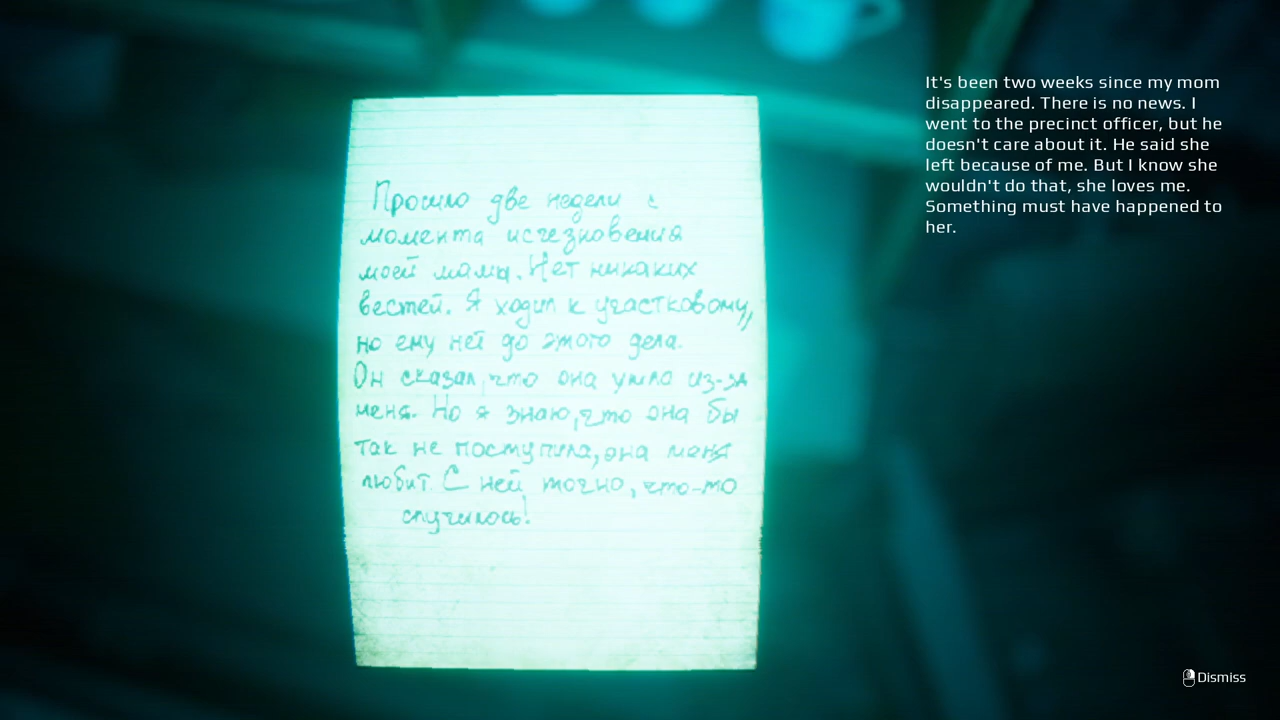 Прошло две недели с
момента исчезновения
моей мамы. Нет никаких
вестей. Я ходил к участковому,
но ему нет до этого дела.
Он сказал, что она ушла из-за
меня. Но я знаю, что она бы
так не поступила, она меня
любит. С ней точно, что-то
случилось!
It's been two weeks since my mom
disappeared. There is no news. I
went to the precinct officer, but he
doesn't care about it. He said she
left because of me. But I know she
wouldn't do that, she loves me.
Something must have happened to
her.
Dismiss